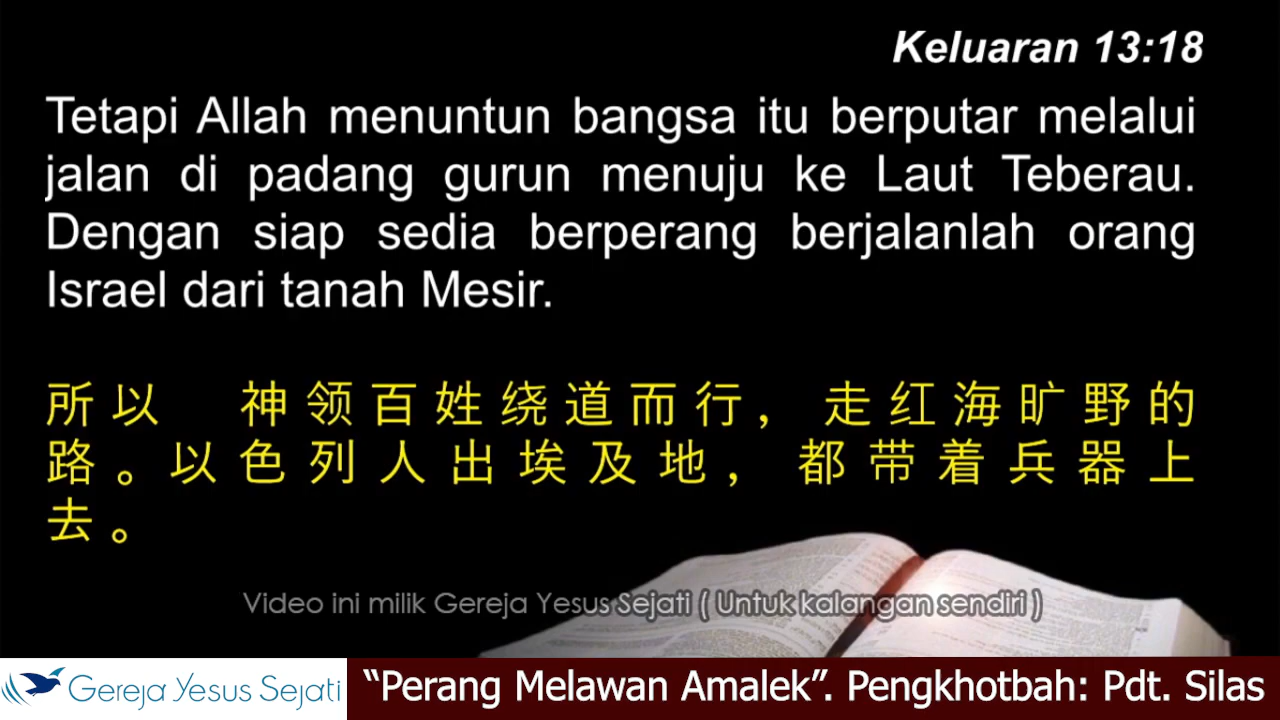 Keluaran 13:18
Tetapi Allah menuntun bangsa itu berputar melalui
jalan di padang gurun menuju ke Laut Teberau.
Dengan siap sedia berperang berjalanlah orang
Israel dari tanah Mesir.
所以　神领百姓绕道而行，走红海旷野的
路。以色列人出埃及地，都带着兵器上
去。
Video ini milik Gereja Yesus Sejati ( Untuk kalangan sendiri )
Gereja Yesus Sejati
“Perang Melawan Amalek”. Pengkhotbah: Pdt. Silas